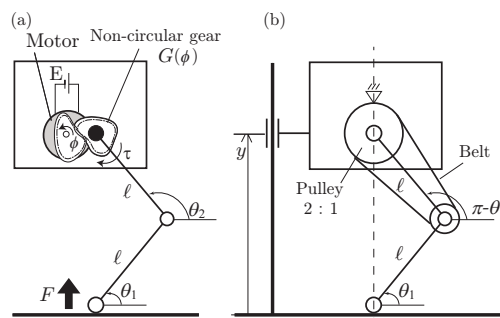 (a)
Motor
Non-circular gear
G(ϕ)
E
ϕ
τ
ℓ
θ₂
ℓ
F
θ₁
(b)
y
Pulley
2 : 1
ℓ
Belt
π-θ
ℓ
θ₁